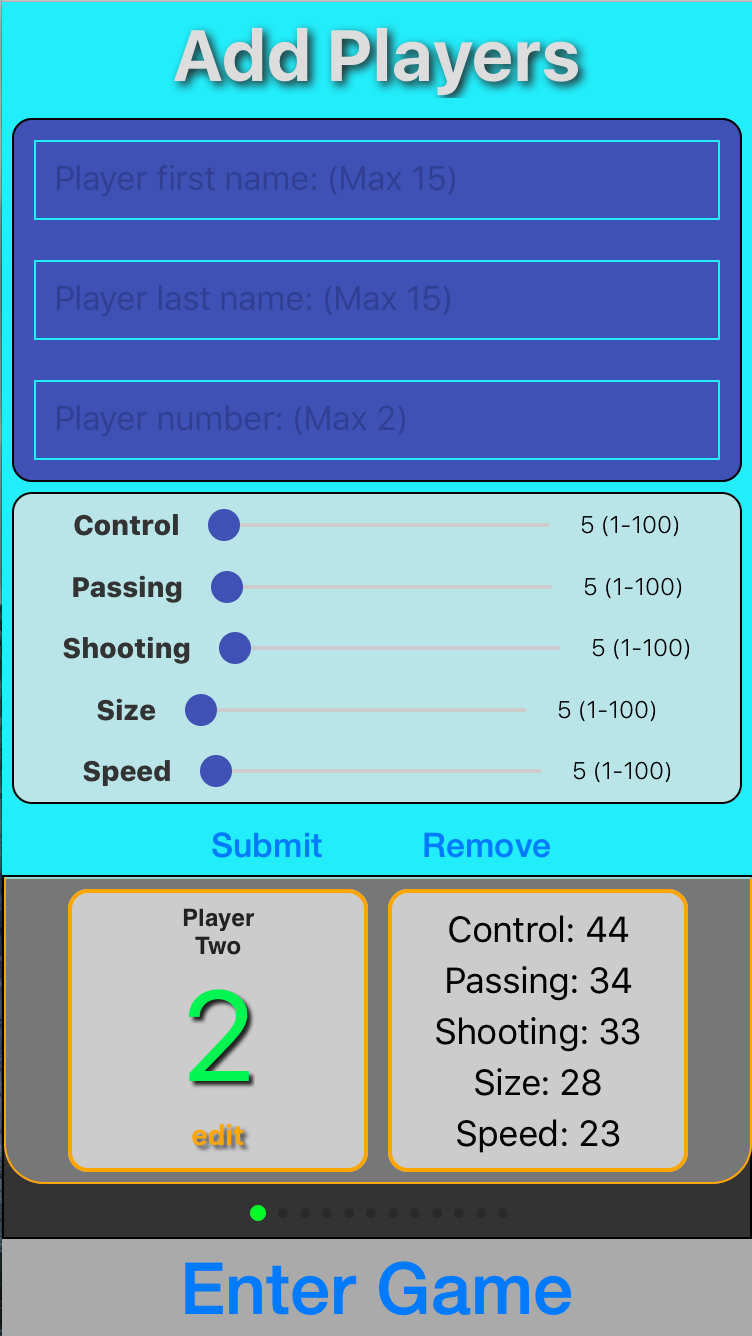 Add Players
Player first name: (Max 15)
Player last name: (Max 15)
Player number: (Max 2)
Control 5 (1-100)
Passing 5 (1-100)
Shooting 5 (1-100)
Size 5 (1-100)
Speed 5 (1-100)
Submit Remove
Player
Two
2
edit
Control: 44
Passing: 34
Shooting: 33
Size: 28
Speed: 23
Enter Game